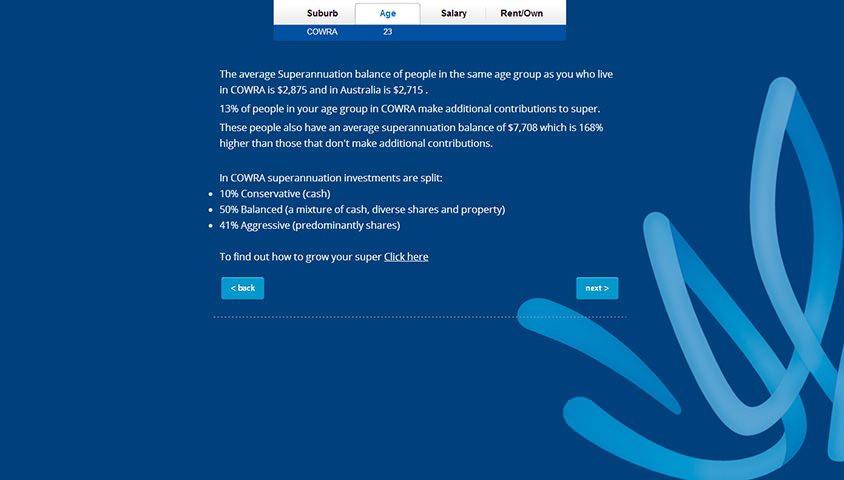 Suburb Age Salary Rent/Own
COWRA 23
The average Superannuation balance of people in the same age group as you who live
in COWRA is $2,875 and in Australia is $2,715 .
13% of people in your age group in COWRA make additional contributions to super.
These people also have an average superannuation balance of $7,708 which is 168%
higher than those that don't make additional contributions.
In COWRA superannuation investments are split:
10% Conservative (cash)
50% Balanced (a mixture of cash, diverse shares and property)
41% Aggressive (predominantly shares)
To find out how to grow your super Click here
< back next >